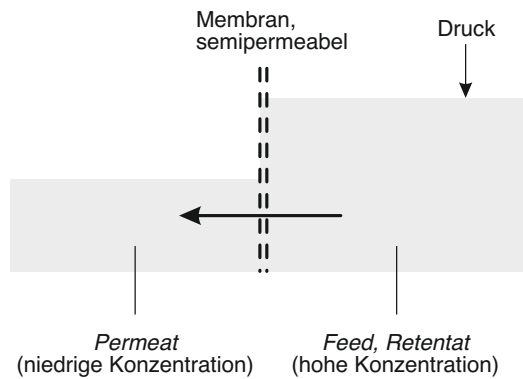 Membran,
semipermeabel
Druck
Permeat
(niedrige Konzentration)
Feed, Retentat
(hohe Konzentration)